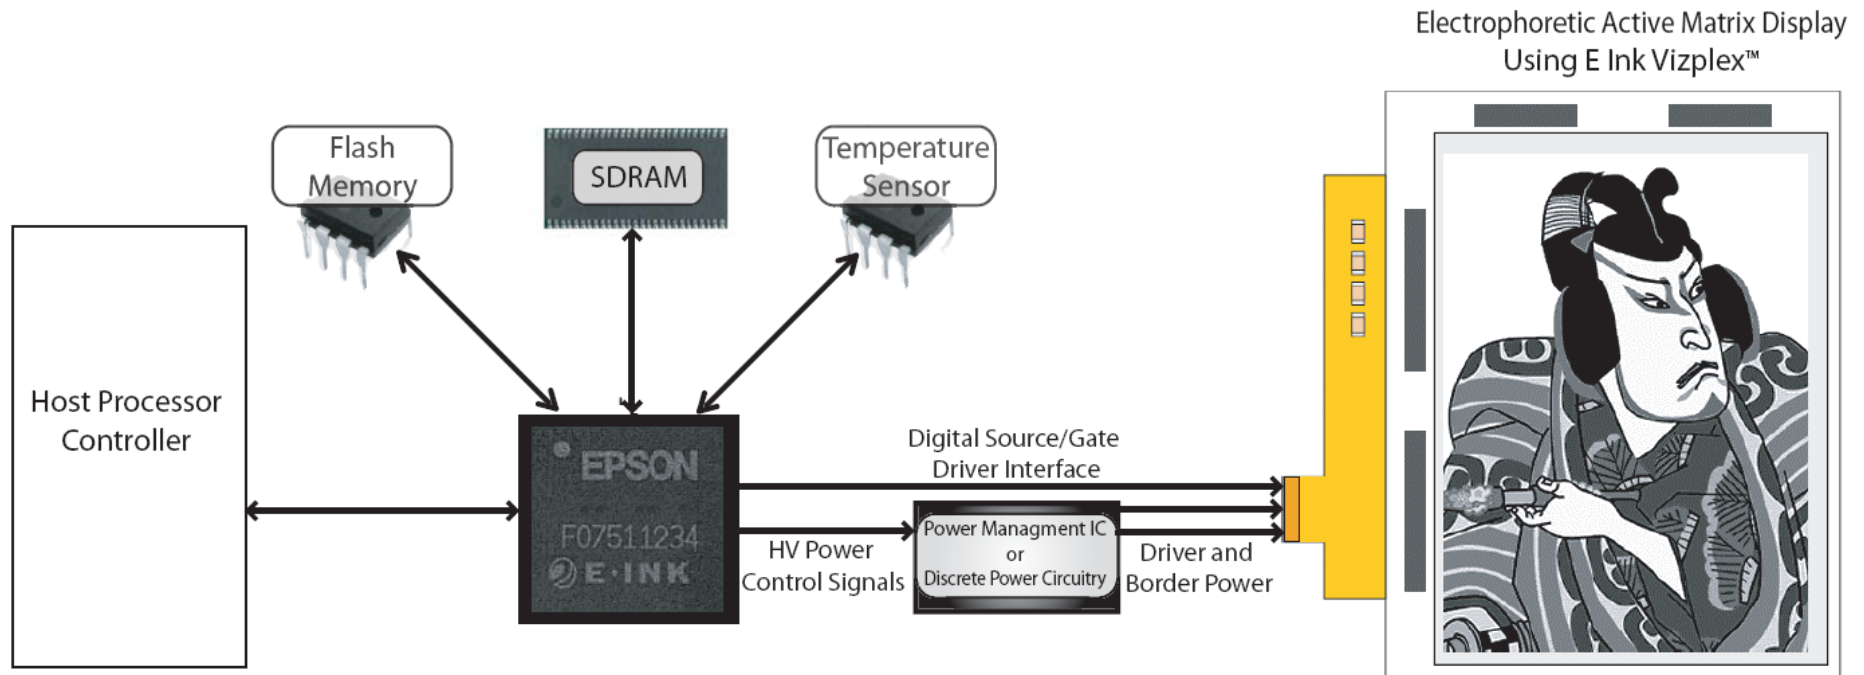 Electrophoretic Active Matrix Display
Using E Ink Vizplex™
Flash
Memory
SDRAM
Temperature
Sensor
Host Processor
Controller
EPSON
F07511234
E·INK
Digital Source/Gate
Driver Interface
HV Power
Control Signals
Power Managment IC
or
Discrete Power Circuitry
Driver and
Border Power